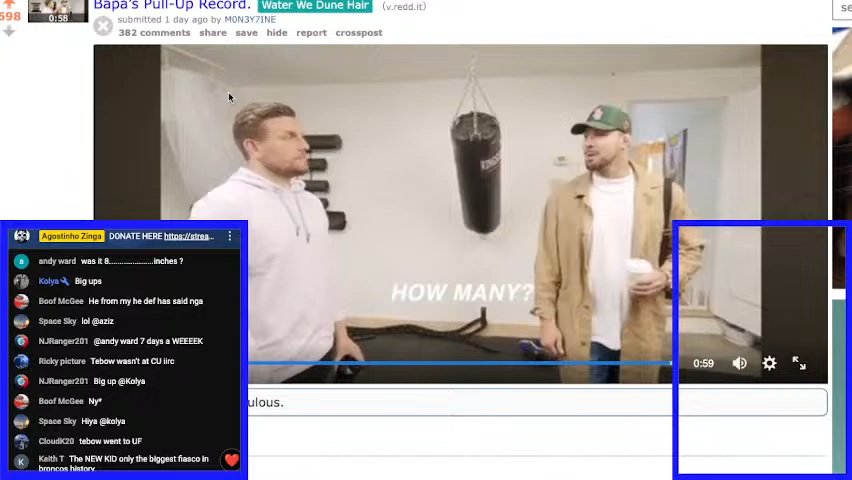 598
0:58
Bapa's Pull-Up Record. Water We Dune Hair (v.redd.it)
submitted 1 day ago by M0N3Y7INE
382 comments share save hide report crosspost
se
HOW MANY?
0:59
ulous.
Agostinho Zinga DONATE HERE https://strea...
a andy ward was it 8.....................inches ?
Kolya Big ups
Boof McGee He from my he def has said nga
Space Sky lol @aziz
NJRanger201 @andy ward 7 days a WEEEEK
Ricky picture Tebow wasn't at CU iirc
NJRanger201 Big up @Kolya
Boof McGee Ny*
Space Sky Hiya @kolya
CloudK20 tebow went to UF
K Keith T The NEW KID only the biggest fiasco in
broncos history